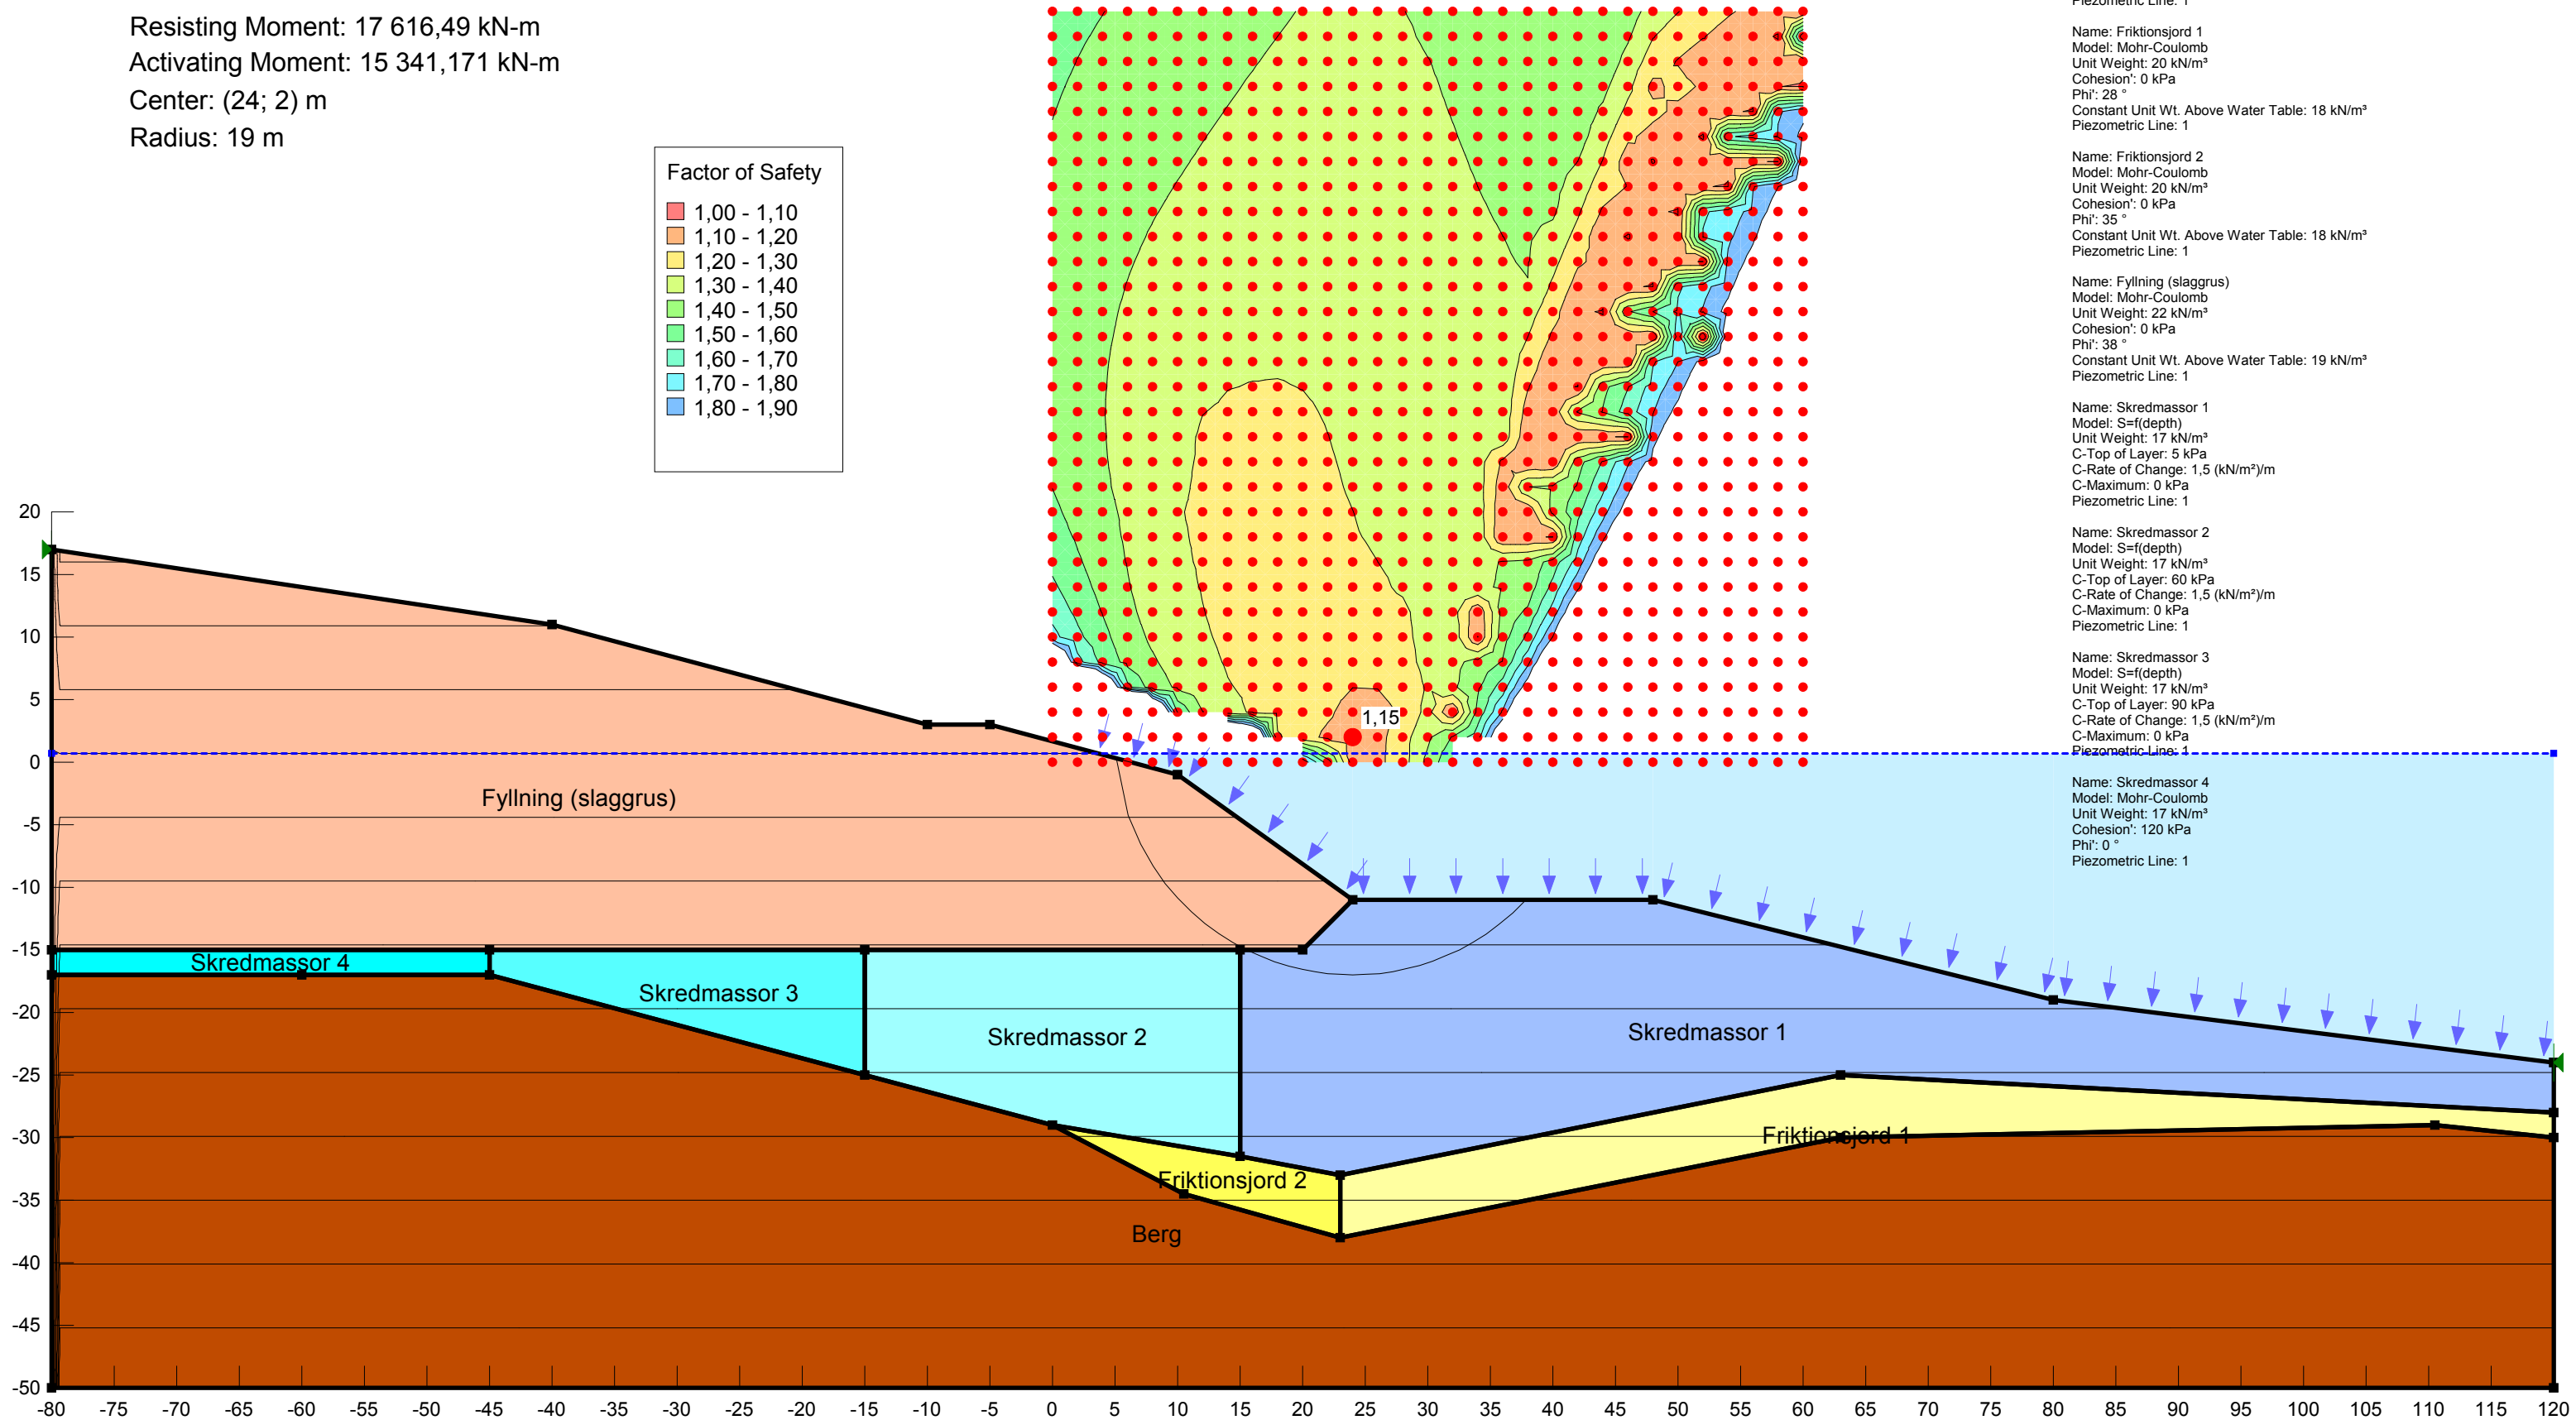 Resisting Moment: 17 616,49 kN-m
Activating Moment: 15 341,171 kN-m
Center: (24; 2) m
Radius: 19 m
Factor of Safety
1,00 - 1,10
1,10 - 1,20
1,20 - 1,30
1,30 - 1,40
1,40 - 1,50
1,50 - 1,60
1,60 - 1,70
1,70 - 1,80
1,80 - 1,90
Piezometric Line: 1
Name: Friktionsjord 1
Model: Mohr-Coulomb
Unit Weight: 20 kN/m³
Cohesion': 0 kPa
Phi': 28 °
Constant Unit Wt. Above Water Table: 18 kN/m³
Piezometric Line: 1
Name: Friktionsjord 2
Model: Mohr-Coulomb
Unit Weight: 20 kN/m³
Cohesion': 0 kPa
Phi': 35 °
Constant Unit Wt. Above Water Table: 18 kN/m³
Piezometric Line: 1
Name: Fyllning (slaggrus)
Model: Mohr-Coulomb
Unit Weight: 22 kN/m³
Cohesion': 0 kPa
Phi': 38 °
Constant Unit Wt. Above Water Table: 19 kN/m³
Piezometric Line: 1
Name: Skredmassor 1
Model: S=f(depth)
Unit Weight: 17 kN/m³
C-Top of Layer: 5 kPa
C-Rate of Change: 1,5 (kN/m²)/m
C-Maximum: 0 kPa
Piezometric Line: 1
Name: Skredmassor 2
Model: S=f(depth)
Unit Weight: 17 kN/m³
C-Top of Layer: 60 kPa
C-Rate of Change: 1,5 (kN/m²)/m
C-Maximum: 0 kPa
Piezometric Line: 1
Name: Skredmassor 3
Model: S=f(depth)
Unit Weight: 17 kN/m³
C-Top of Layer: 90 kPa
C-Rate of Change: 1,5 (kN/m²)/m
C-Maximum: 0 kPa
Piezometric Line: 1
Name: Skredmassor 4
Model: Mohr-Coulomb
Unit Weight: 17 kN/m³
Cohesion': 120 kPa
Phi': 0 °
Piezometric Line: 1
1,15
20
15
10
5
0
-5
-10
-15
-20
-25
-30
-35
-40
-45
-50
Fyllning (slaggrus)
Skredmassor 4
Skredmassor 3
Skredmassor 2
Skredmassor 1
Friktionsjord 1
Friktionsjord 2
Berg
-80 -75 -70 -65 -60 -55 -50 -45 -40 -35 -30 -25 -20 -15 -10 -5 0 5 10 15 20 25 30 35 40 45 50 55 60 65 70 75 80 85 90 95 100 105 110 115 120